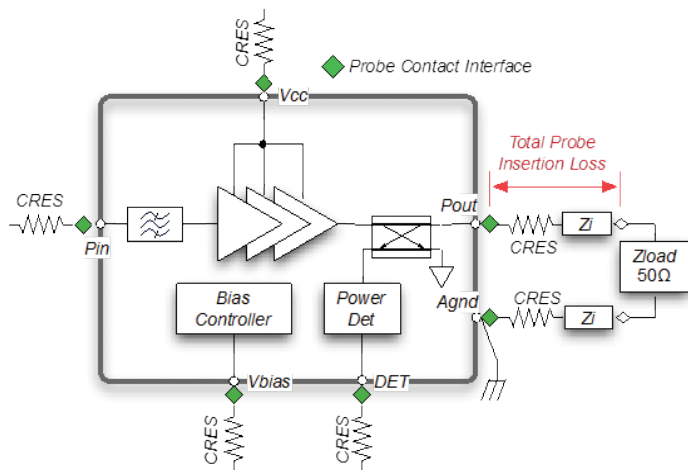 CRES
Probe Contact Interface
Vcc
Total Probe
Insertion Loss
CRES
Pin
Pout
CRES
Zi
Zload
50Ω
Bias
Controller
Power
Det
Agnd
CRES
Zi
Vbias
DET
CRES
CRES